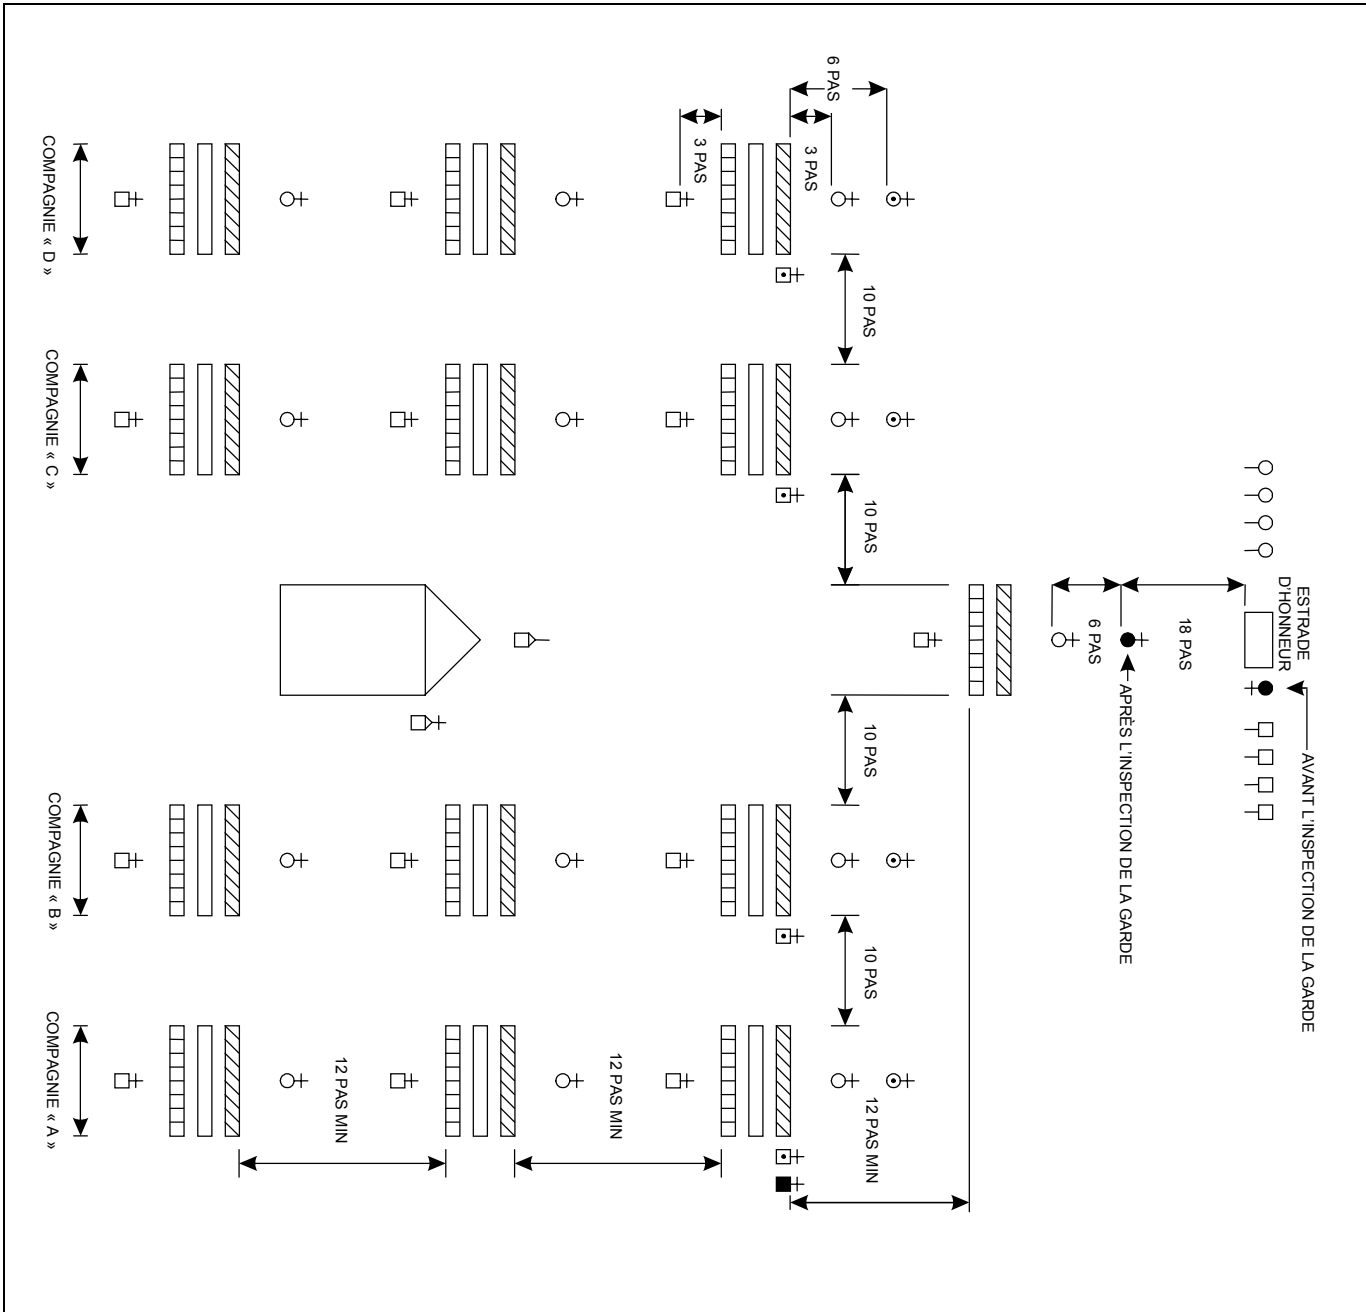 6 PAS
3 PAS
3 PAS
COMPAGNIE « D »
10 PAS
COMPAGNIE « C »
10 PAS
ESTRADE
D'HONNEUR
18 PAS
6 PAS
APRÈS L'INSPECTION DE LA GARDE
AVANT L'INSPECTION DE LA GARDE
10 PAS
COMPAGNIE « B »
10 PAS
COMPAGNIE « A »
12 PAS MIN
12 PAS MIN
12 PAS MIN